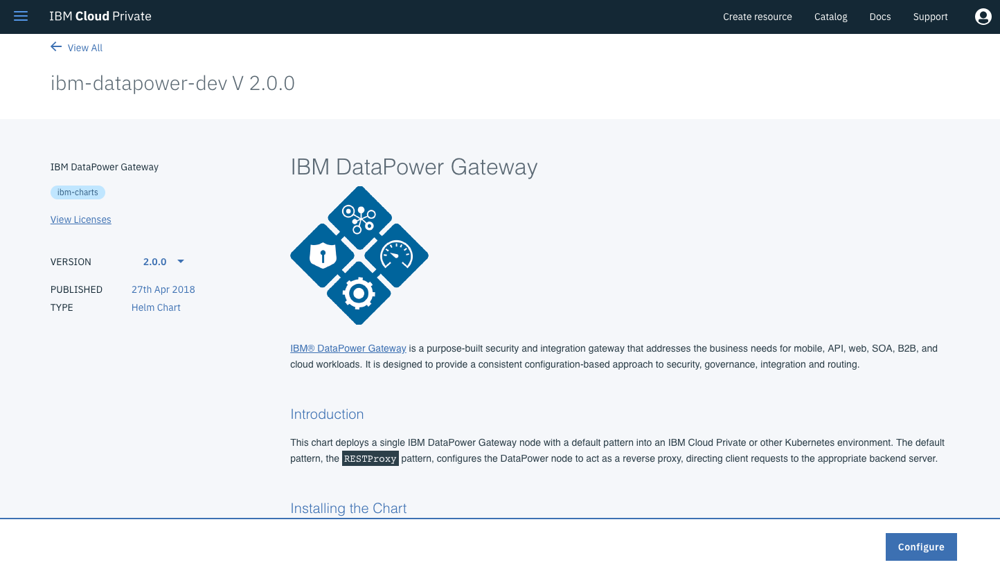 IBM Cloud Private
Create resource
Catalog
Docs
Support
View All
ibm-datapower-dev V 2.0.0
IBM DataPower Gateway
ibm-charts
View Licenses
VERSION 2.0.0
PUBLISHED 27th Apr 2018
TYPE Helm Chart
IBM DataPower Gateway
IBM® DataPower Gateway is a purpose-built security and integration gateway that addresses the business needs for mobile, API, web, SOA, B2B, and
cloud workloads. It is designed to provide a consistent configuration-based approach to security, governance, integration and routing.
Introduction
This chart deploys a single IBM DataPower Gateway node with a default pattern into an IBM Cloud Private or other Kubernetes environment. The default
pattern, the RESTProxy pattern, configures the DataPower node to act as a reverse proxy, directing client requests to the appropriate backend server.
Installing the Chart
Configure